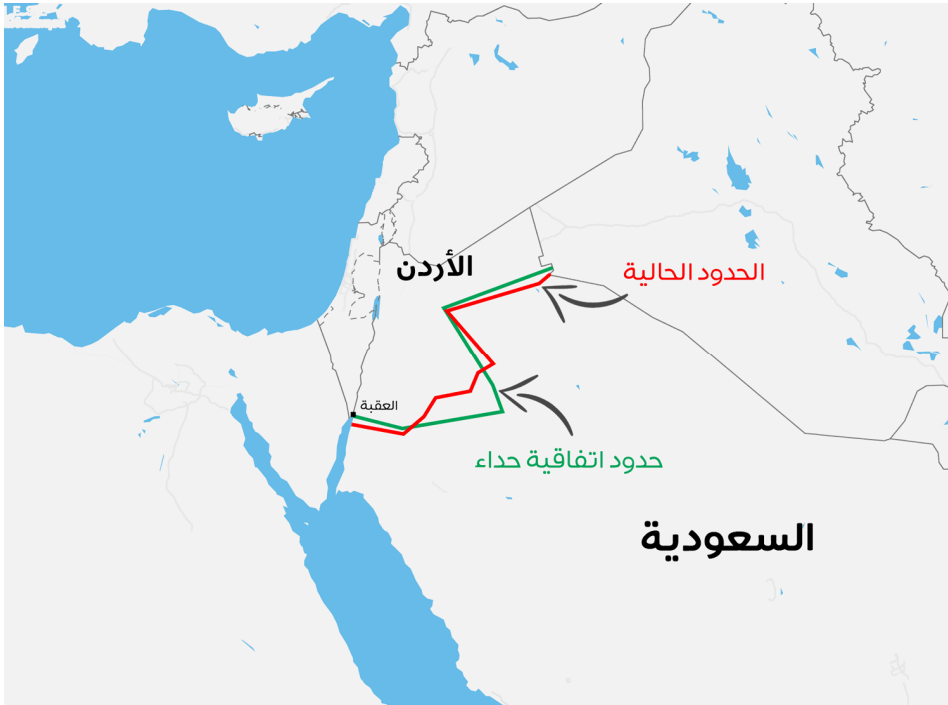 الأردن
الحدود الحالية
العقبة
حدود اتفاقية حداء
السعودية